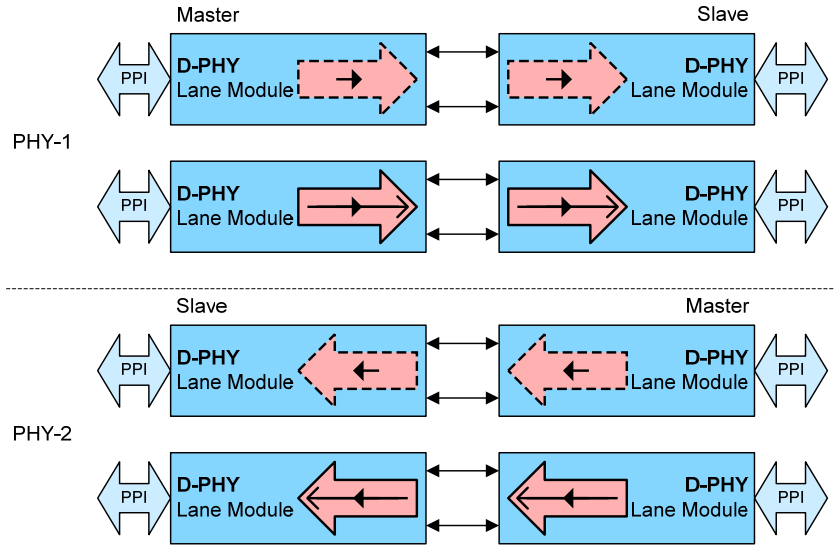 Master Slave
PPI D-PHY Lane Module D-PHY Lane Module PPI
PHY-1
PPI D-PHY Lane Module D-PHY Lane Module PPI
Slave Master
PPI D-PHY Lane Module D-PHY Lane Module PPI
PHY-2
PPI D-PHY Lane Module D-PHY Lane Module PPI